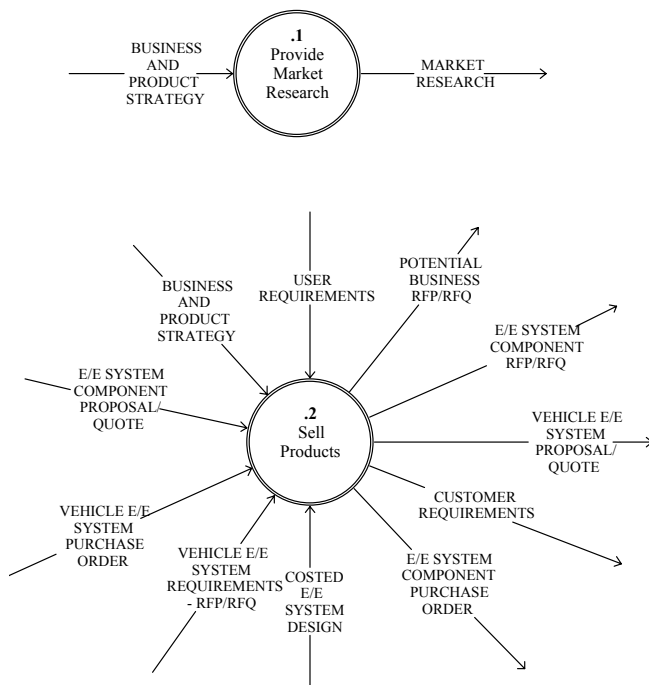 .1
Provide
Market
Research
BUSINESS
AND
PRODUCT
STRATEGY
MARKET
RESEARCH
BUSINESS
AND
PRODUCT
STRATEGY
USER
REQUIREMENTS
POTENTIAL
BUSINESS
RFP/RFQ
E/E SYSTEM
COMPONENT
RFP/RFQ
E/E SYSTEM
COMPONENT
PROPOSAL/
QUOTE
.2
Sell
Products
VEHICLE E/E
SYSTEM
PROPOSAL/
QUOTE
VEHICLE E/E
SYSTEM
PURCHASE
ORDER
VEHICLE E/E
SYSTEM
REQUIREMENTS
- RFP/RFQ
COSTED
E/E
SYSTEM
DESIGN
E/E SYSTEM
COMPONENT
PURCHASE
ORDER
CUSTOMER
REQUIREMENTS